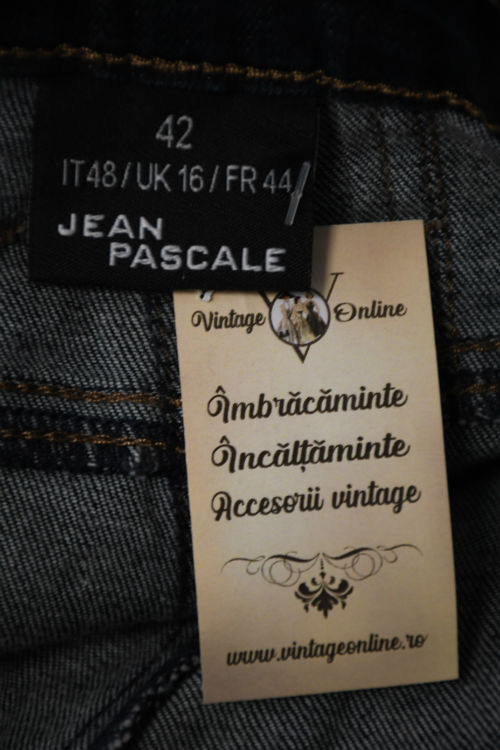 42
IT48/UK 16/FR 44
JEAN
PASCALE
V
Vintage Online
Îmbrăcăminte
Încălțăminte
Accesorii vintage
www.vintageonline.ro